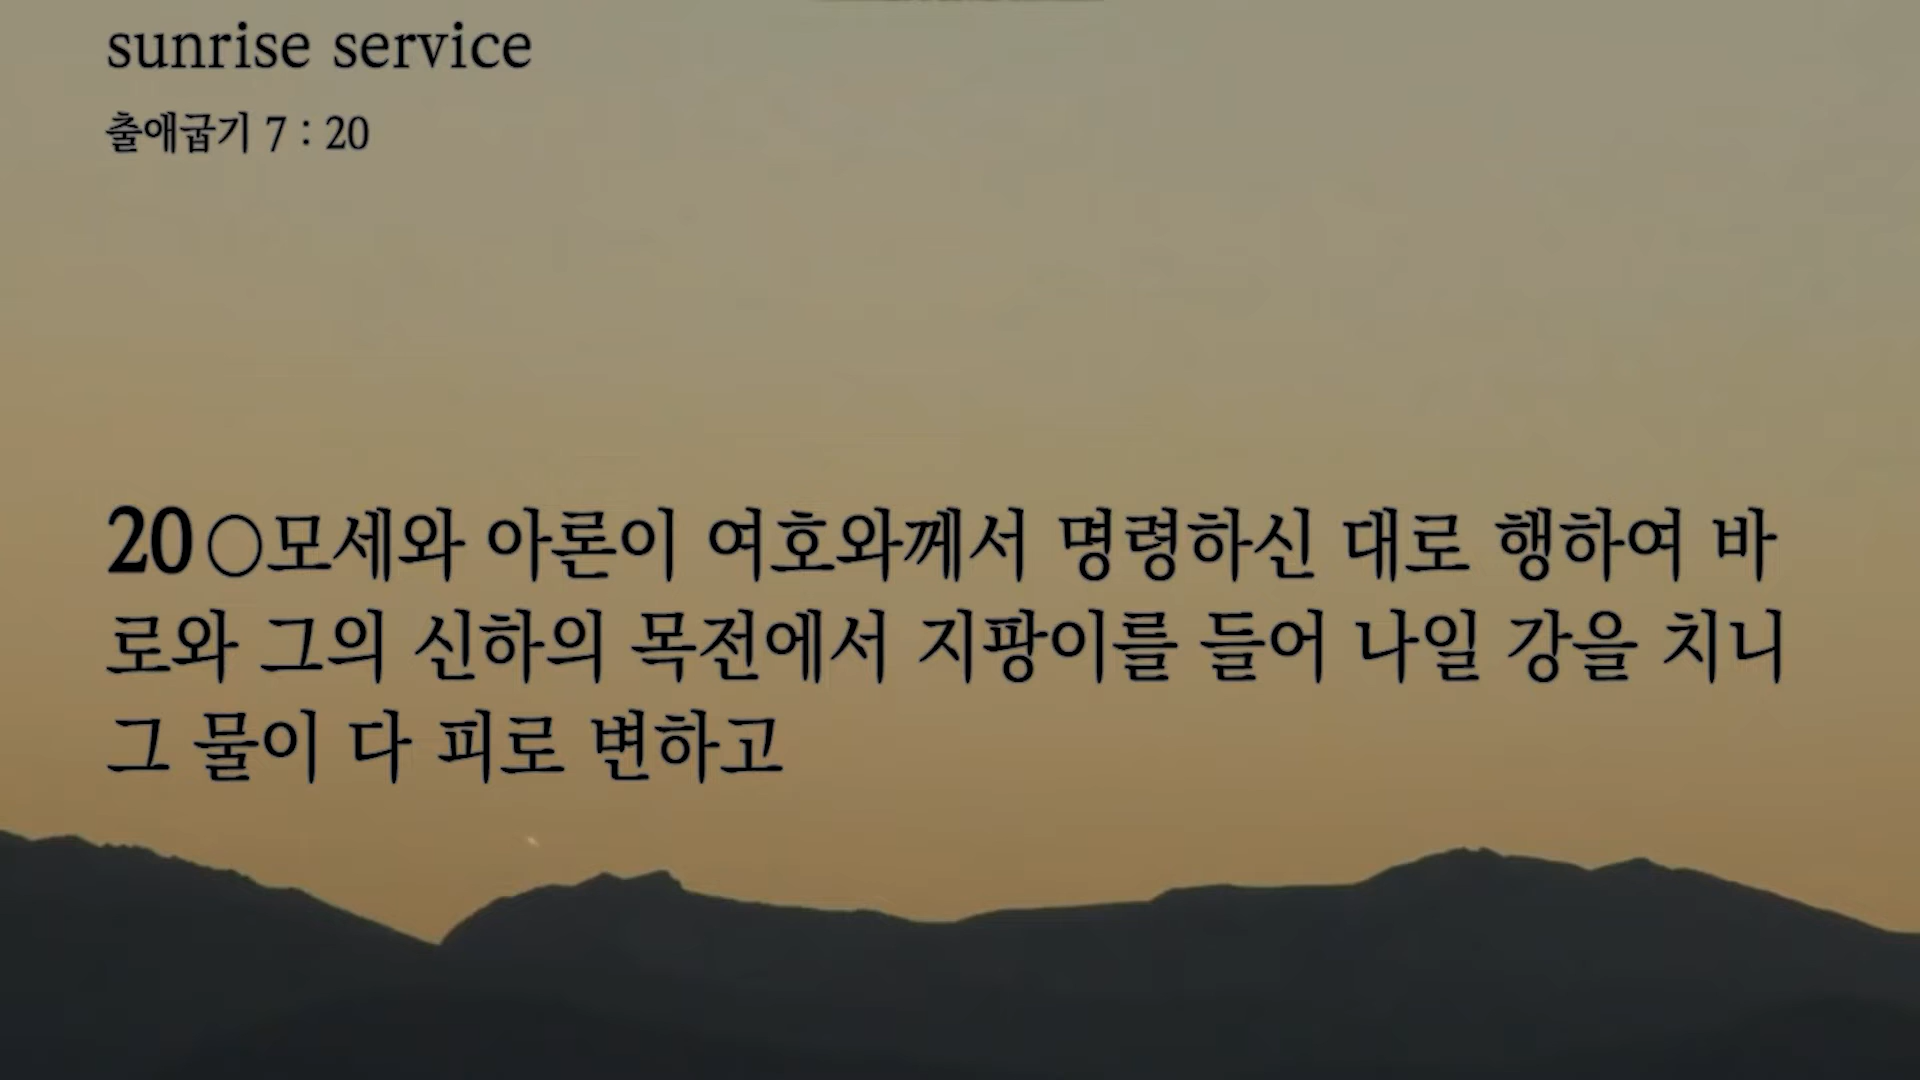 sunrise service
출애굽기 7 : 20
20○모세와 아론이 여호와께서 명령하신 대로 행하여 바
로와 그의 신하의 목전에서 지팡이를 들어 나일 강을 치니
그 물이 다 피로 변하고